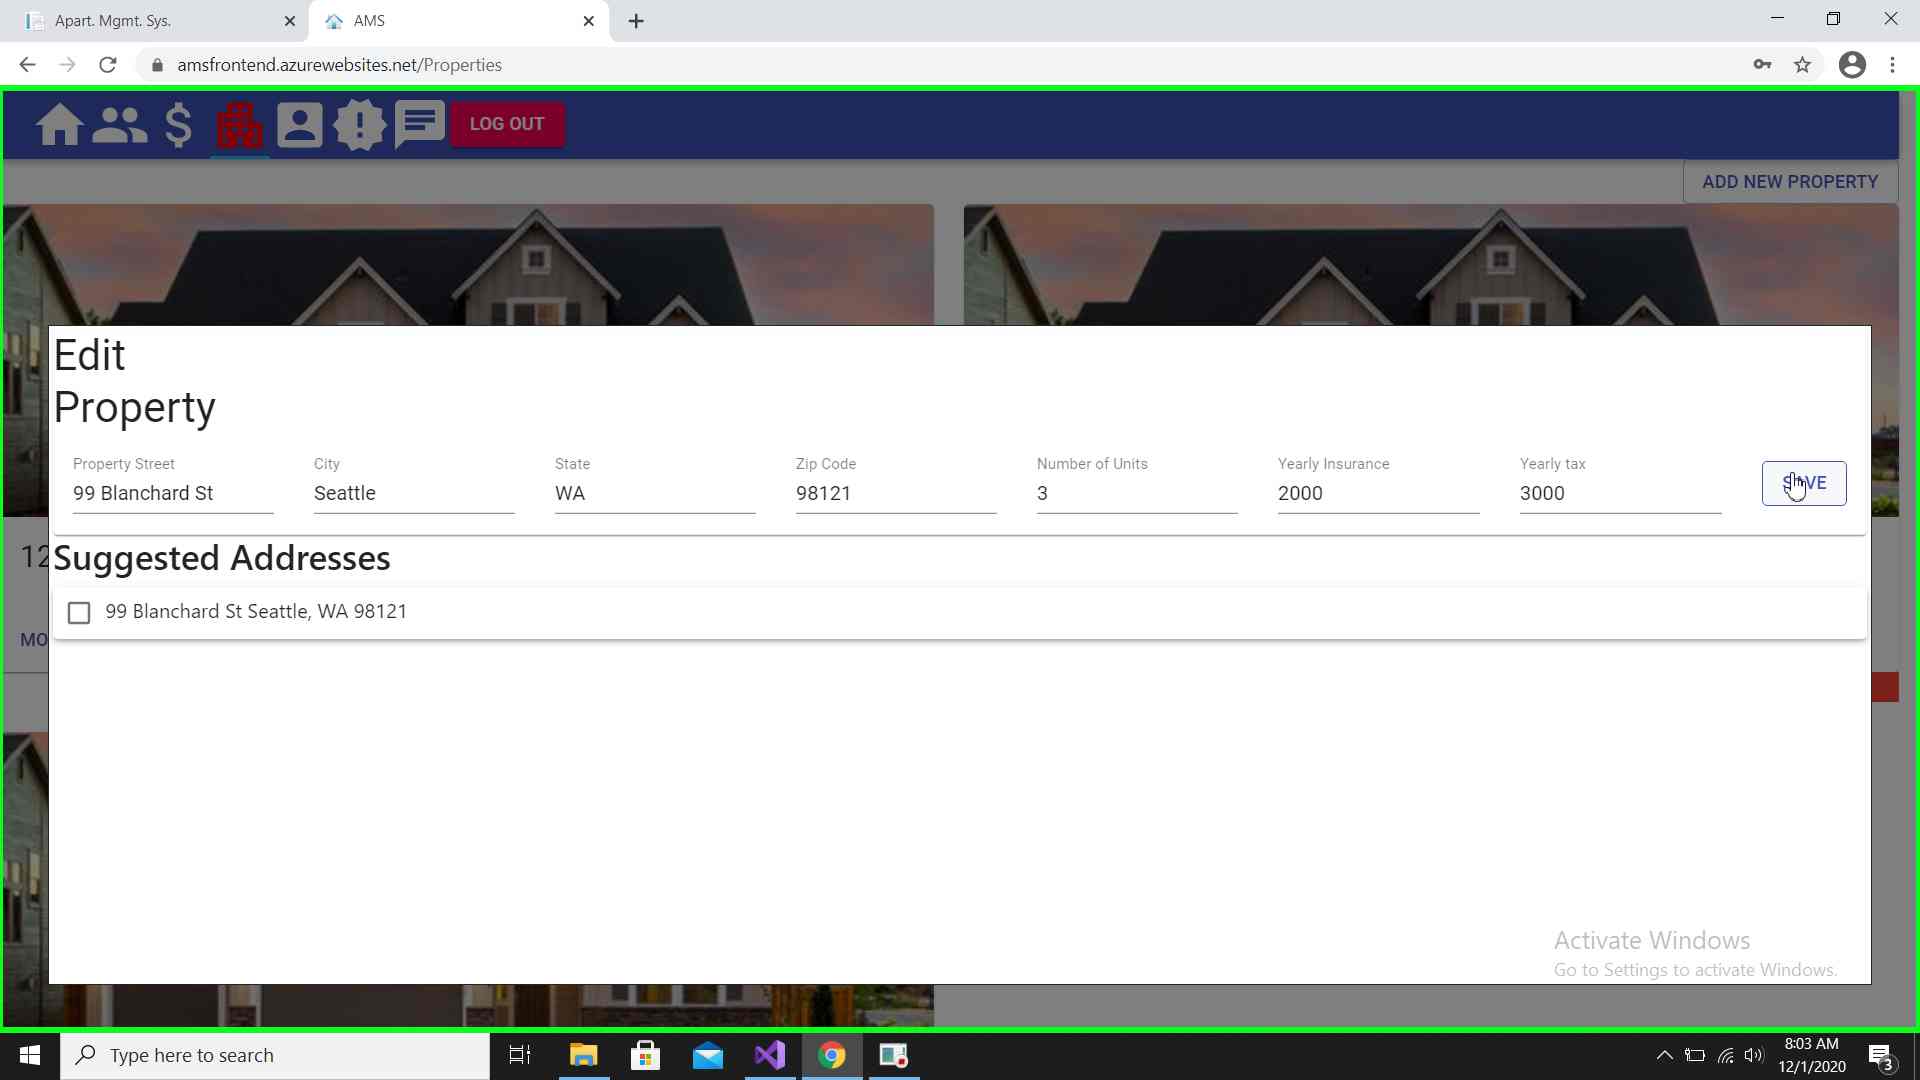 Apart. Mgmt. Sys.
AMS
amsfrontend.azurewebsites.net/Properties
LOG OUT
ADD NEW PROPERTY
Edit
Property
Property Street
City
State
Zip Code
Number of Units
Yearly Insurance
Yearly tax
99 Blanchard St
Seattle
WA
98121
3
2000
3000
SAVE
12
Suggested Addresses
99 Blanchard St Seattle, WA 98121
MO
Activate Windows
Go to Settings to activate Windows.
Type here to search
8:03 AM
12/1/2020
3